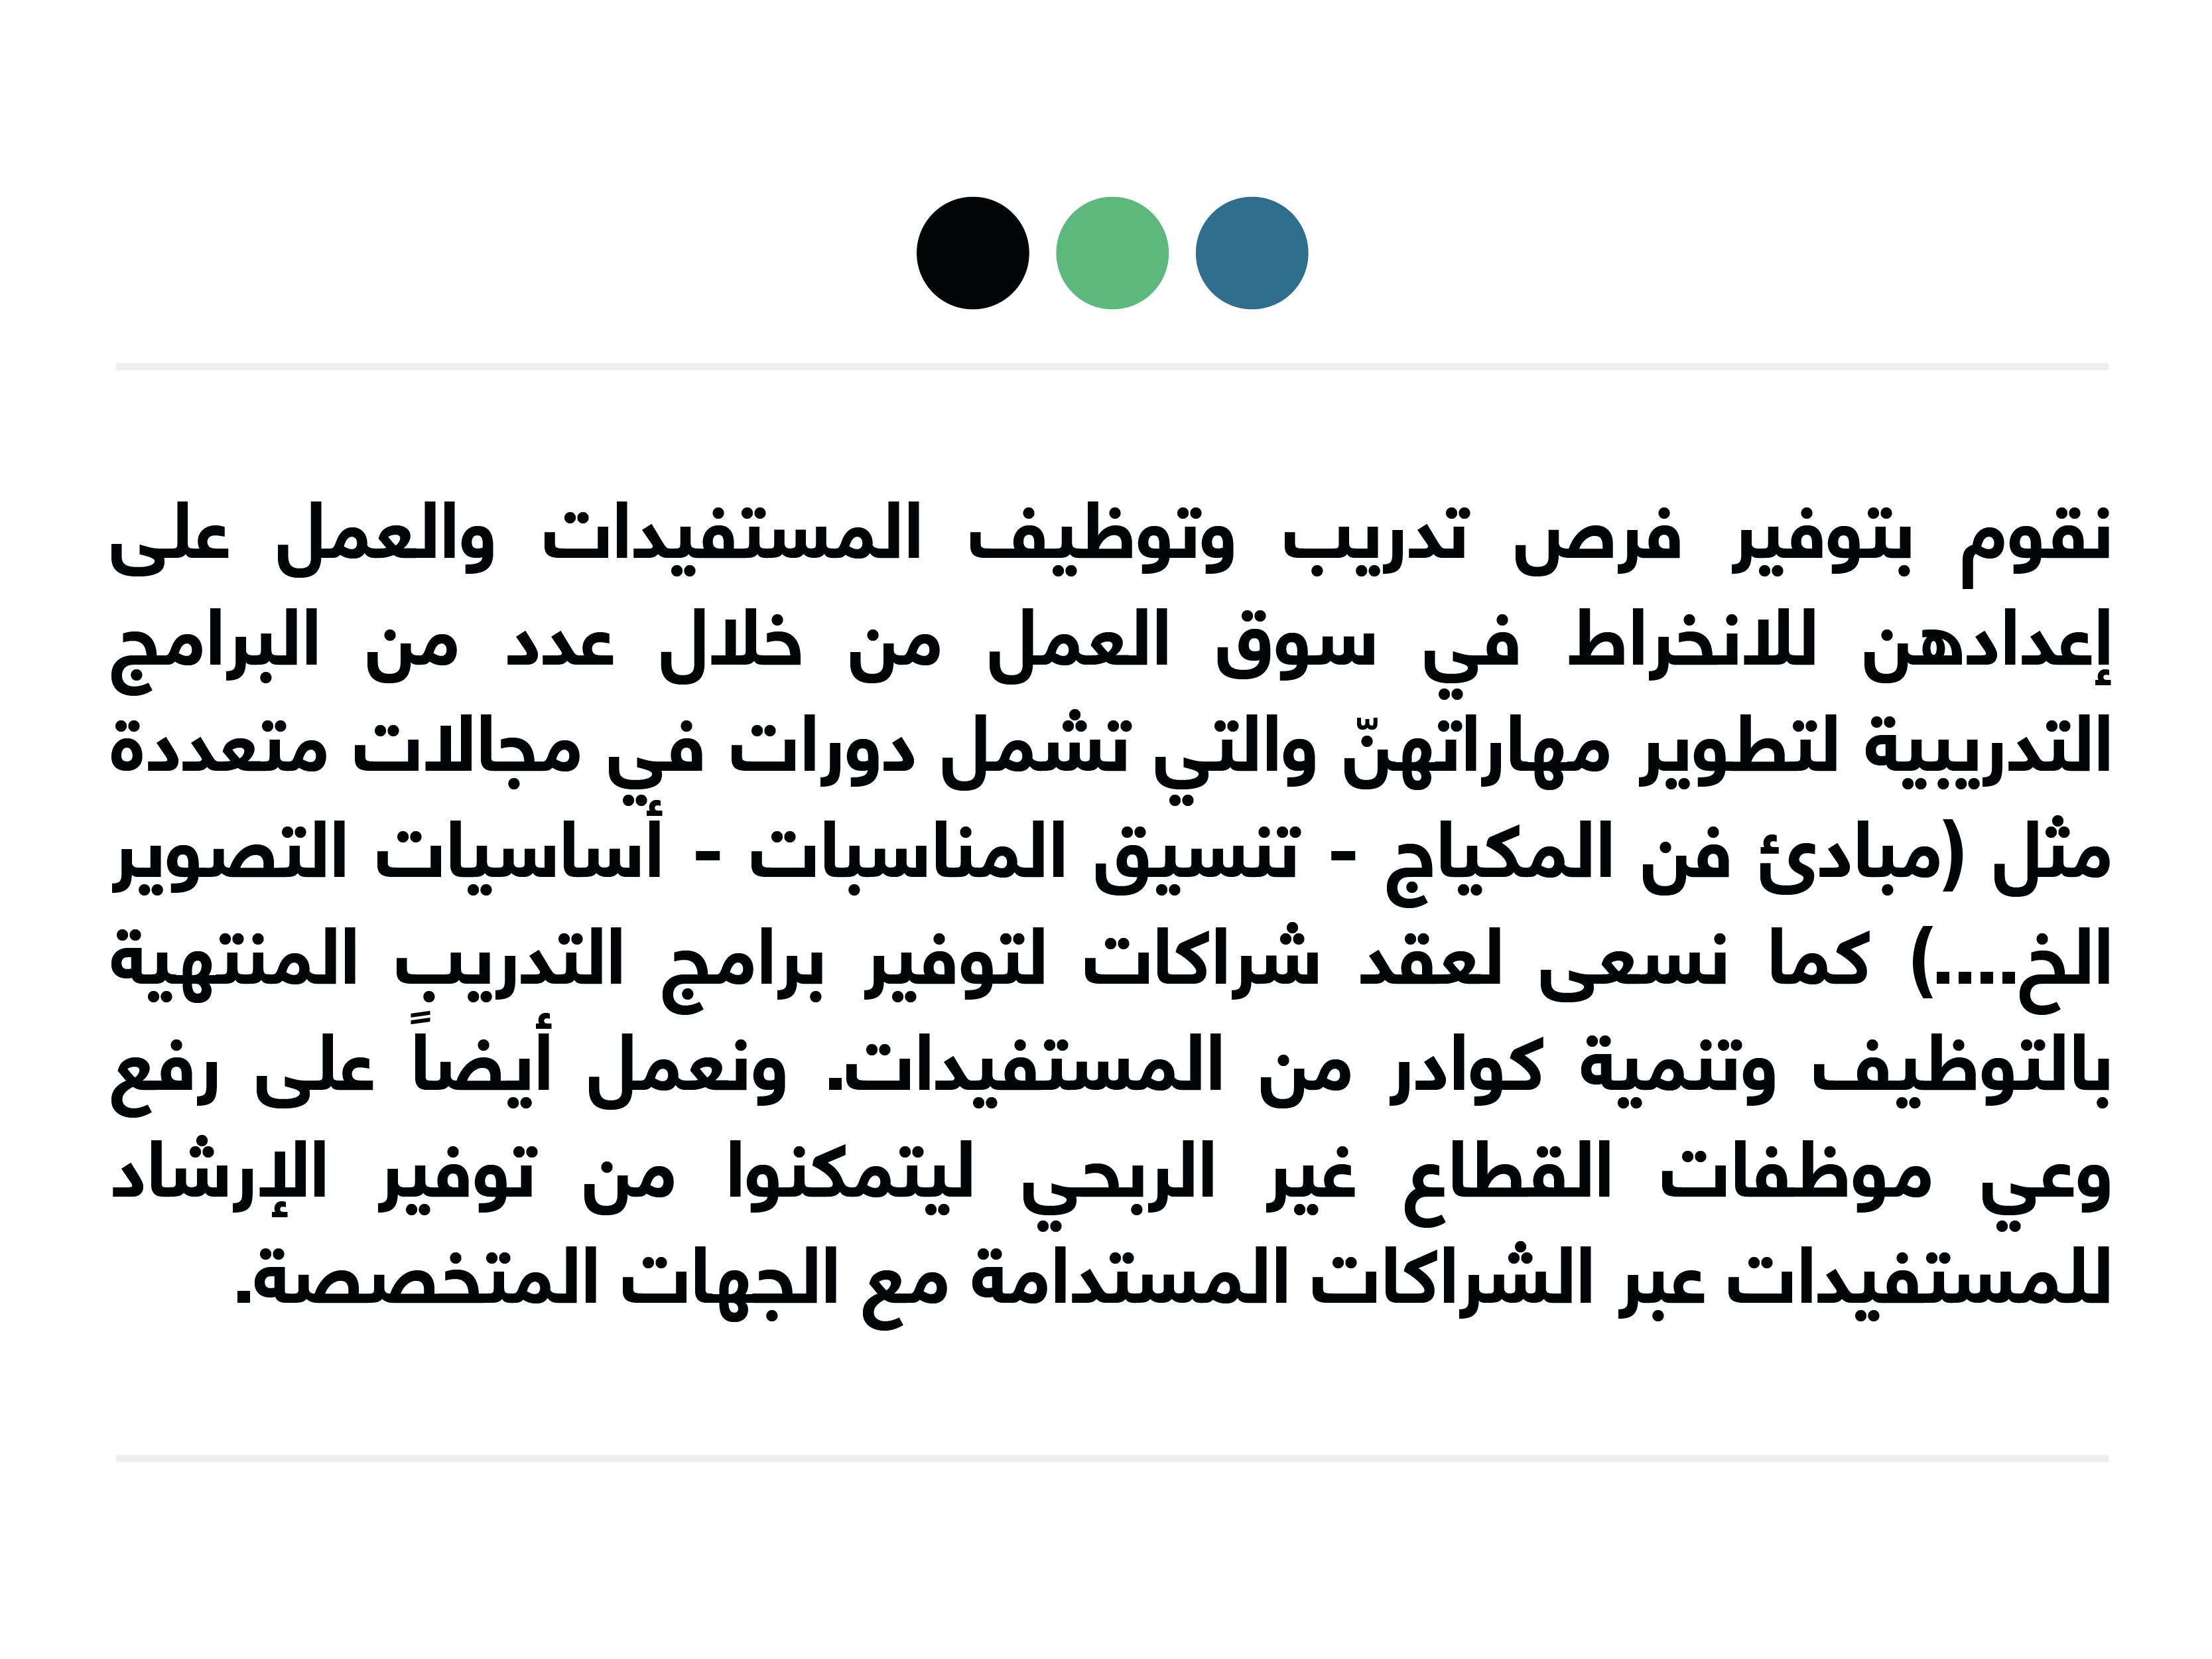 نقوم بتوفير فرص تدريب وتوظيف المستفيدات والعمل على
إعدادهن للانخراط في سوق العمل من خلال عدد من البرامج
التدريبية لتطوير مهاراتهنّ والتي تشمل دورات في مجالات متعددة
مثل (مبادئ فن المكياج - تنسيق المناسبات - أساسيات التصوير
الخ....) كما نسعى لعقد شراكات لتوفير برامج التدريب المنتهية
بالتوظيف وتنمية كوادر من المستفيدات. ونعمل أيضاً على رفع
وعي موظفات القطاع غير الربحي ليتمكنوا من توفير الإرشاد
للمستفيدات عبر الشراكات المستدامة مع الجهات المتخصصة.